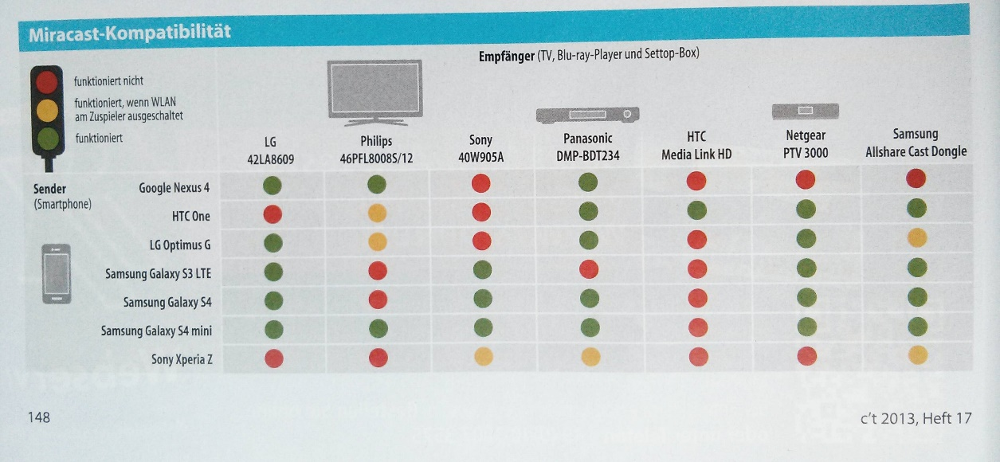 Miracast-Kompatibilität
Empfänger (TV, Blu-ray-Player und Settop-Box)
funktioniert nicht
funktioniert, wenn WLAN
am Zuspieler ausgeschaltet
funktioniert
LG
42LA8609
Philips
46PFL8008S/12
Sony
40W905A
Panasonic
DMP-BDT234
HTC
Media Link HD
Netgear
PTV 3000
Samsung
Allshare Cast Dongle
Sender
(Smartphone)
Google Nexus 4
HTC One
LG Optimus G
Samsung Galaxy S3 LTE
Samsung Galaxy S4
Samsung Galaxy S4 mini
Sony Xperia Z
148
c't 2013, Heft 17